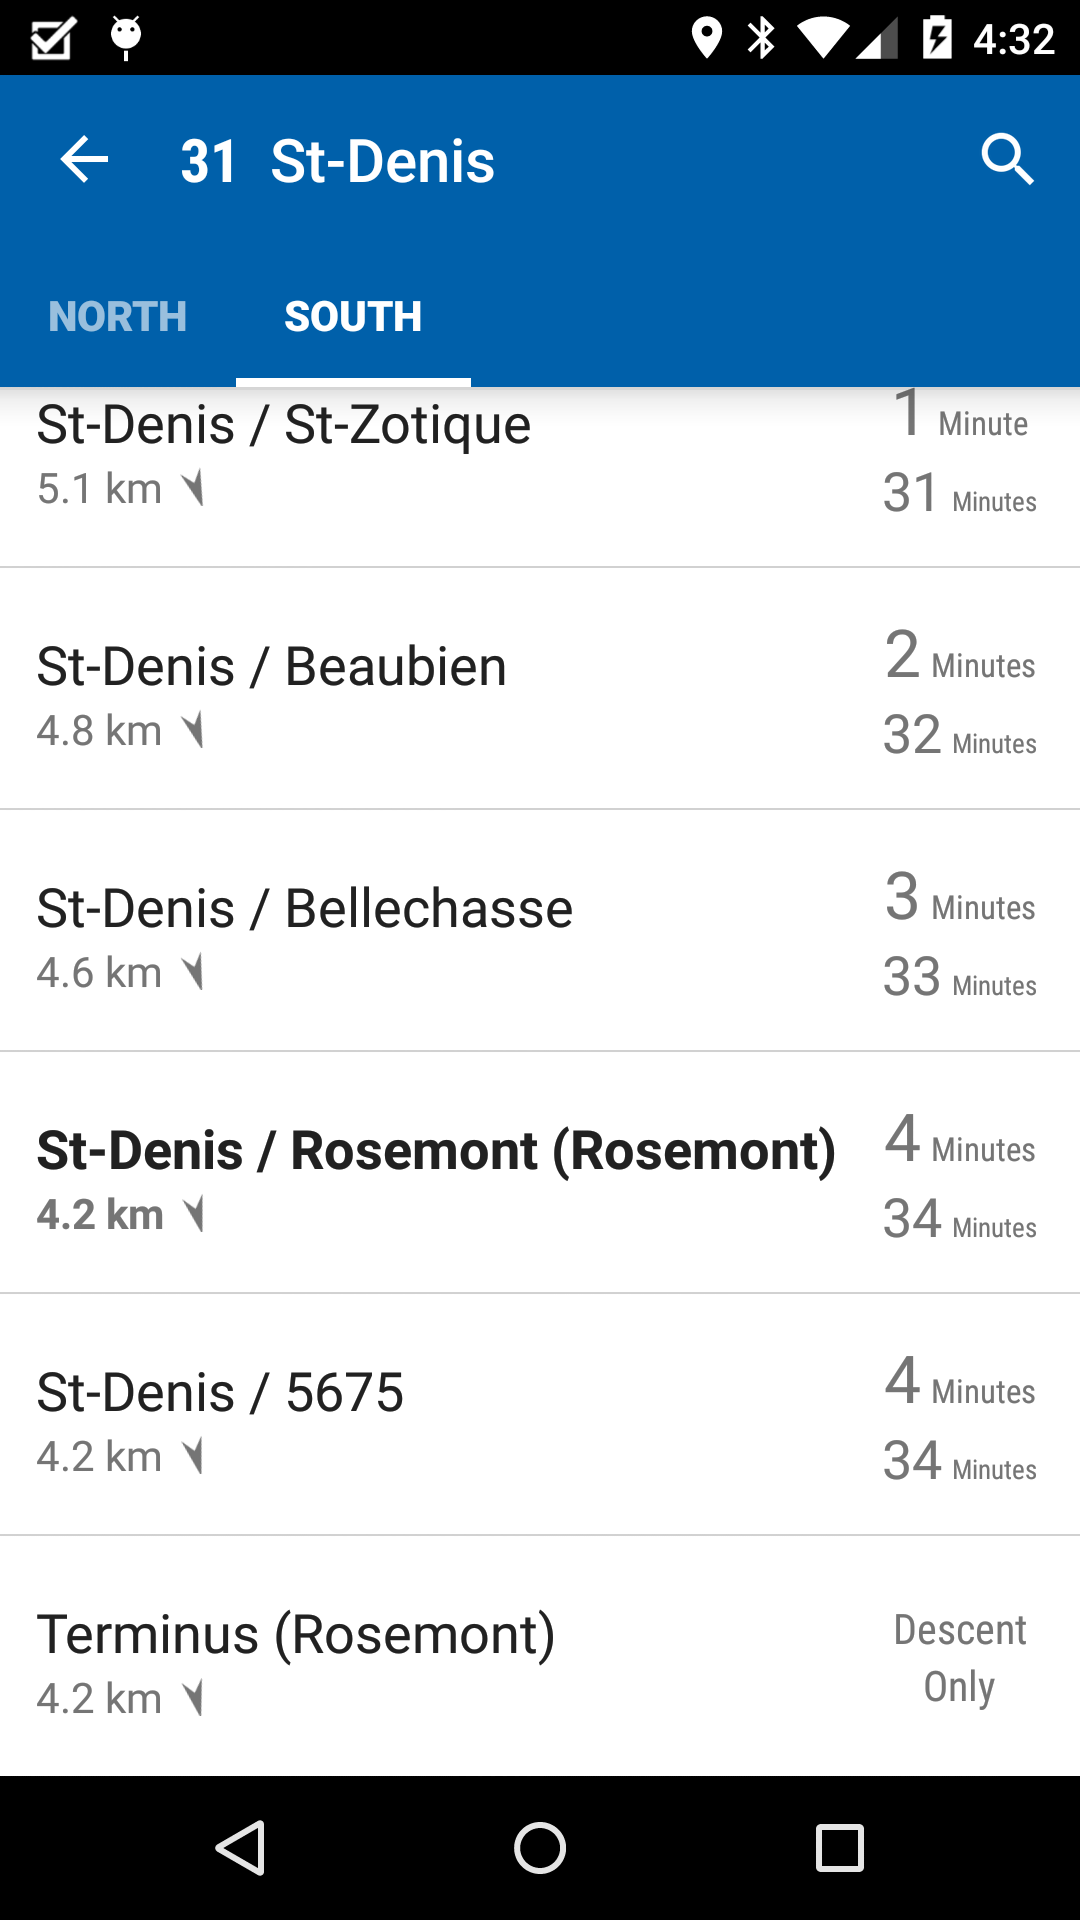 4:32
31 St-Denis
NORTH SOUTH
St-Denis / St-Zotique
5.1 km
1 Minute
31 Minutes
St-Denis / Beaubien
4.8 km
2 Minutes
32 Minutes
St-Denis / Bellechasse
4.6 km
3 Minutes
33 Minutes
St-Denis / Rosemont (Rosemont)
4.2 km
4 Minutes
34 Minutes
St-Denis / 5675
4.2 km
4 Minutes
34 Minutes
Terminus (Rosemont)
4.2 km
Descent
Only